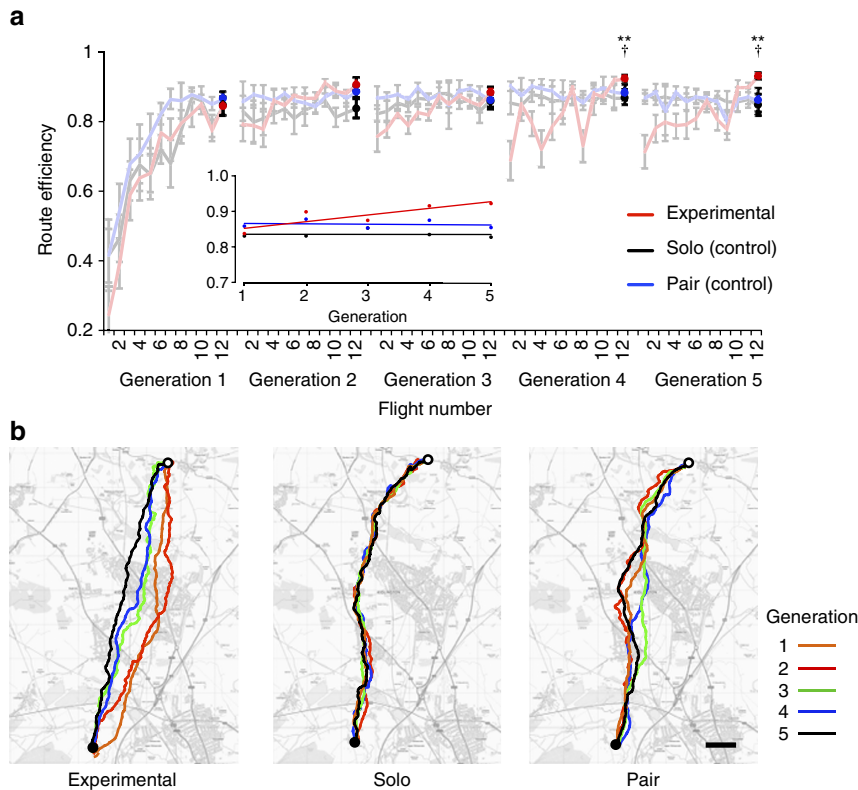 a
Route efficiency
1
0.8
0.6
0.4
0.2
**
†
**
†
1.0
0.9
0.8
0.7
1 2 3 4 5
Generation
Experimental
Solo (control)
Pair (control)
2 4 6 8 10 12 2 4 6 8 10 12 2 4 6 8 10 12 2 4 6 8 10 12 2 4 6 8 10 12
Generation 1 Generation 2 Generation 3 Generation 4 Generation 5
Flight number
b
Generation
1
2
3
4
5
Experimental Solo Pair